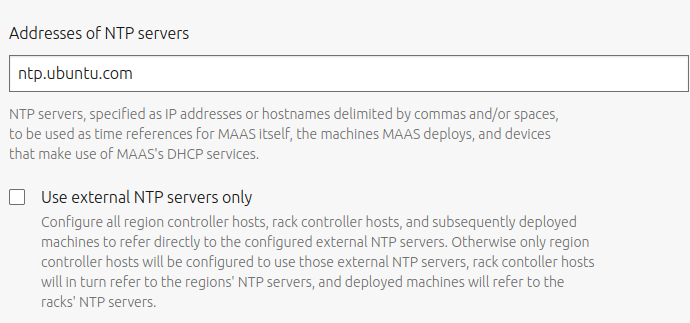 Addresses of NTP servers
ntp.ubuntu.com
NTP servers, specified as IP addresses or hostnames delimited by commas and/or spaces,
to be used as time references for MAAS itself, the machines MAAS deploys, and devices
that make use of MAAS's DHCP services.
Use external NTP servers only
Configure all region controller hosts, rack controller hosts, and subsequently deployed
machines to refer directly to the configured external NTP servers. Otherwise only region
controller hosts will be configured to use those external NTP servers, rack contoller hosts
will in turn refer to the regions' NTP servers, and deployed machines will refer to the
racks' NTP servers.